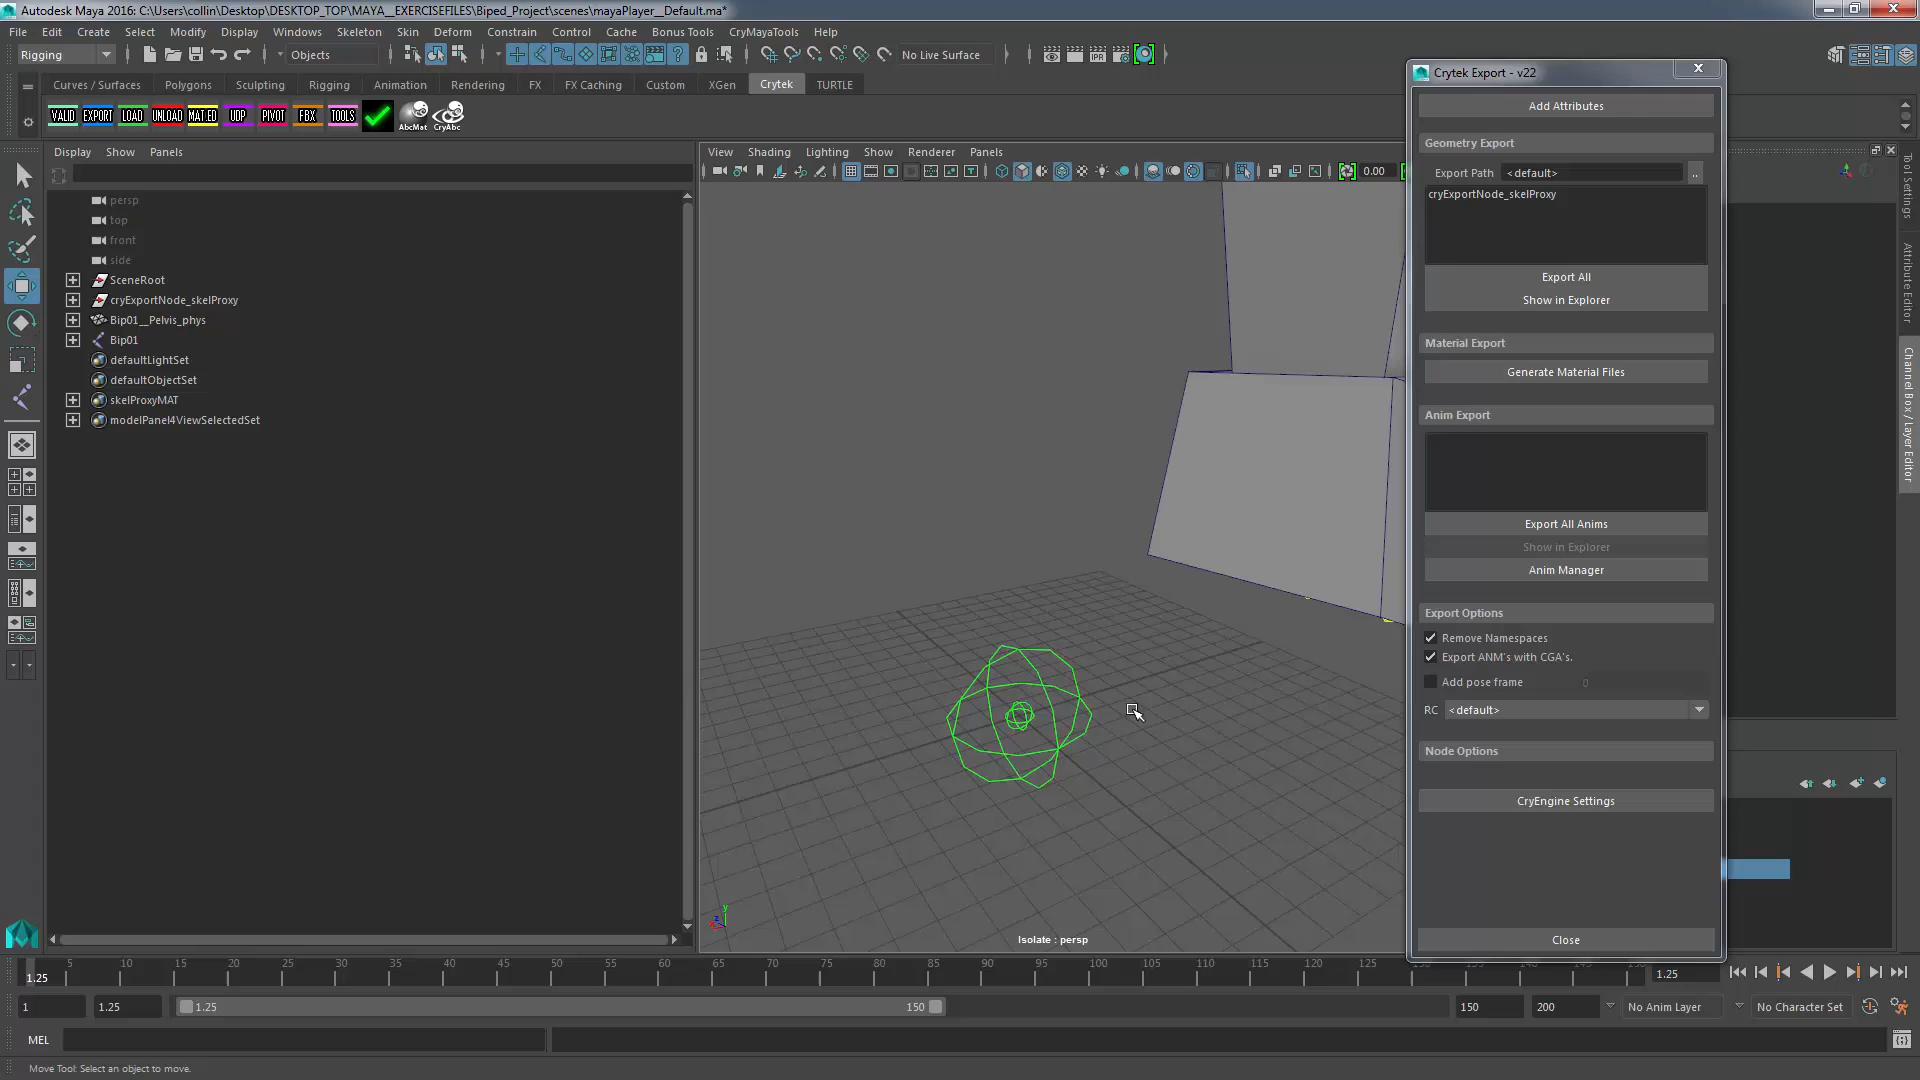 Autodesk Maya 2016: C:\Users\collin\Desktop\DESKTOP_TOP\MAYA__EXERCISEFILES\Biped_Project\scenes\mayaPlayer__Default.ma*
File Edit Create Select Modify Display Windows Skeleton Skin Deform Constrain Control Cache Bonus Tools CryMayaTools Help
Rigging Objects No Live Surface
Curves / Surfaces Polygons Sculpting Rigging Animation Rendering FX FX Caching Custom XGen Crytek TURTLE
VALID EXPORT LOAD UNLOAD MAT.ED UDP PIVOT FBX TOOLS AbcMat CryAbc
Display Show Panels
persp
top
front
side
SceneRoot
cryExportNode_skelProxy
Bip01__Pelvis_phys
Bip01
defaultLightSet
defaultObjectSet
skelProxyMAT
modelPanel4ViewSelectedSet
View Shading Lighting Show Renderer Panels
0.00
Isolate : persp
Crytek Export - v22
Add Attributes
Geometry Export
Export Path <default> ..
cryExportNode_skelProxy
Export All
Show in Explorer
Material Export
Generate Material Files
Anim Export
Export All Anims
Show in Explorer
Anim Manager
Export Options
Remove Namespaces
Export ANM's with CGA's.
Add pose frame 0
RC <default>
Node Options
CryEngine Settings
Close
Tool Settings
Attribute Editor
Channel Box / Layer Editor
5 10 15 20 25 30 35 40 45 50 55 60 65 70 75 80 85 90 95 100 105 110 115 120 125
1.25 1.25
1 1.25 1.25 150 150 200 No Anim Layer No Character Set
MEL
Move Tool: Select an object to move.